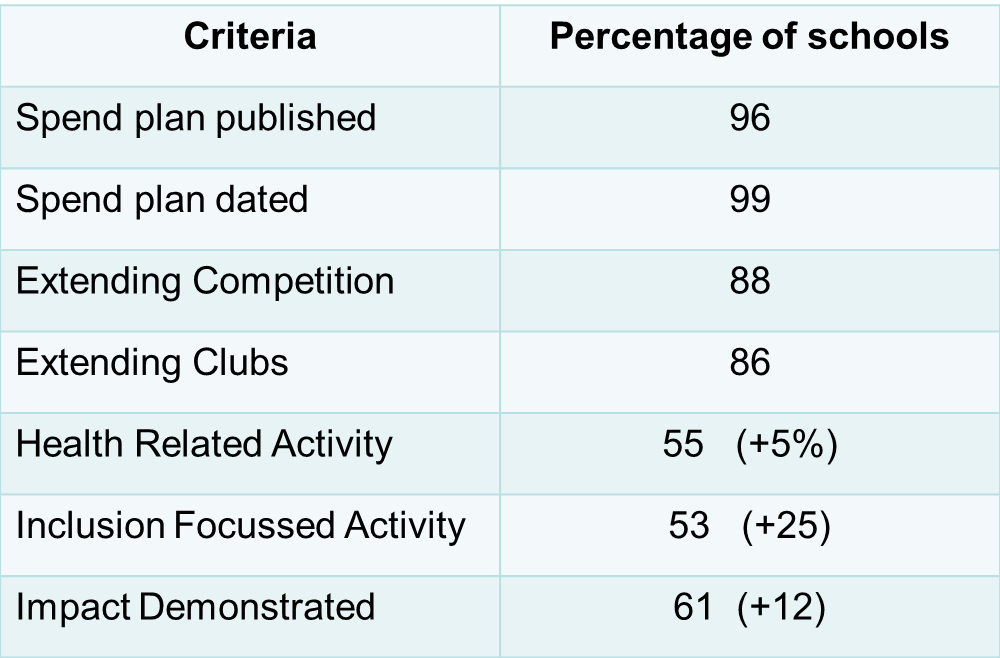 Criteria Percentage of schools
Spend plan published 96
Spend plan dated 99
Extending Competition 88
Extending Clubs 86
Health Related Activity 55 (+5%)
Inclusion Focussed Activity 53 (+25)
Impact Demonstrated 61 (+12)